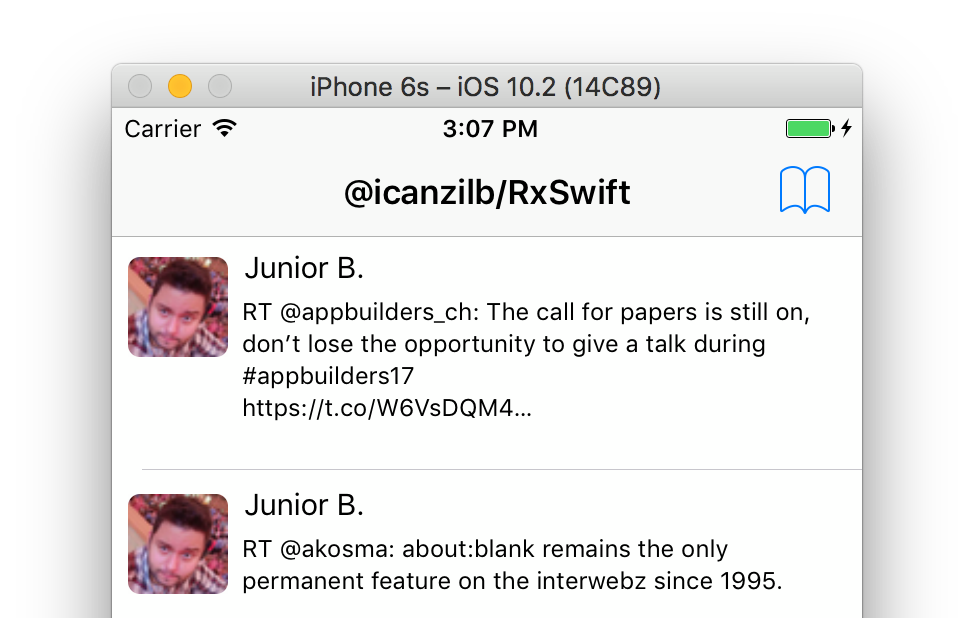 iPhone 6s – iOS 10.2 (14C89)
Carrier 3:07 PM
@icanzilb/RxSwift
Junior B.
RT @appbuilders_ch: The call for papers is still on,
don’t lose the opportunity to give a talk during
#appbuilders17
https://t.co/W6VsDQM4…
Junior B.
RT @akosma: about:blank remains the only
permanent feature on the interwebz since 1995.